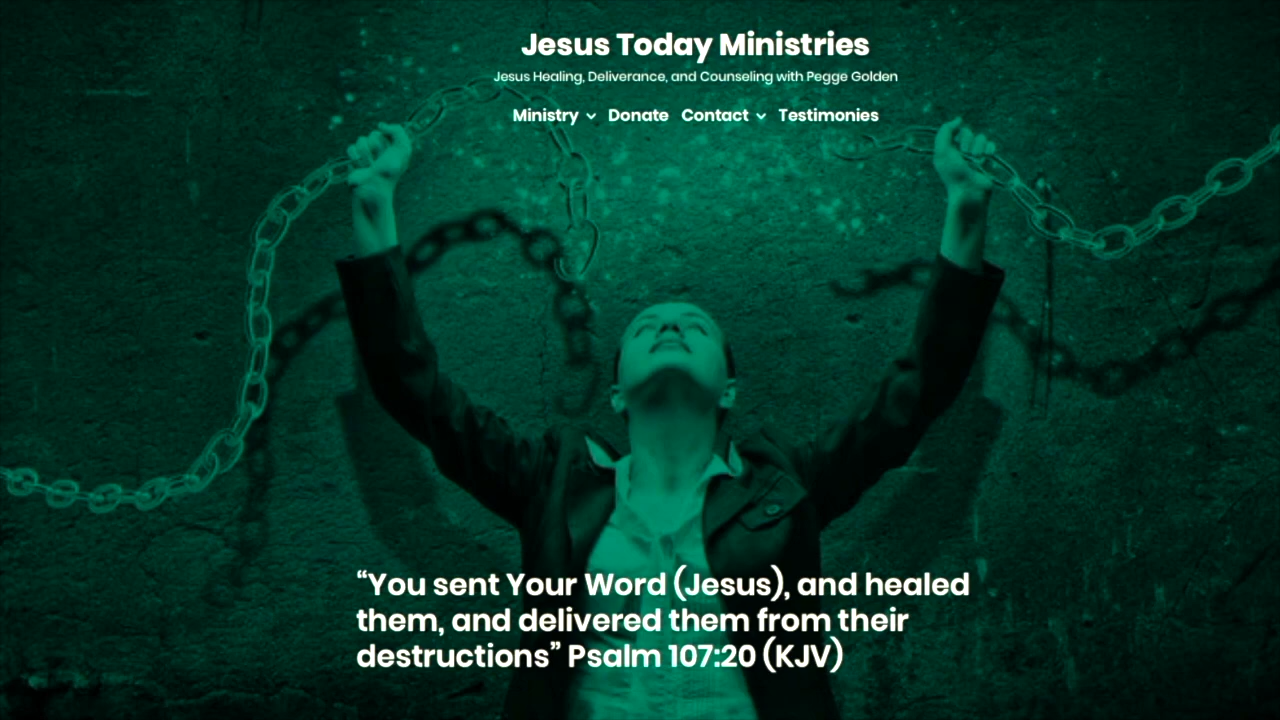 Jesus Today Ministries
Jesus Healing, Deliverance, and Counseling with Pegge Golden
Ministry Donate Contact Testimonies
“You sent Your Word (Jesus), and healed
them, and delivered them from their
destructions” Psalm 107:20 (KJV)